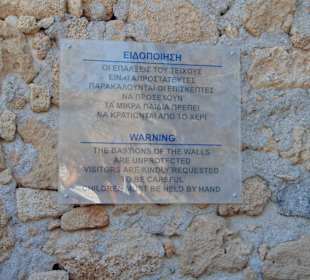 ΕΙΔΟΠΟΙΗΣΗ
ΟΙ ΕΠΑΛΞΕΙΣ ΤΟΥ ΤΕΙΧΟΥΣ
ΕΙΝΑΙ ΑΠΡΟΣΤΑΤΕΥΤΕΣ
ΠΑΡΑΚΑΛΟΥΝΤΑΙ ΟΙ ΕΠΙΣΚΕΠΤΕΣ
ΝΑ ΠΡΟΣΕΧΟΥΝ
ΤΑ ΜΙΚΡΑ ΠΑΙΔΙΑ ΠΡΕΠΕΙ
ΝΑ ΚΡΑΤΙΟΝΤΑΙ ΑΠΟ ΤΟ ΧΕΡΙ
WARNING
THE BASTIONS OF THE WALLS
ARE UNPROTECTED
VISITORS ARE KINDLY REQUESTED
TO BE CAREFUL
CHILDREN MUST BE HELD BY HAND